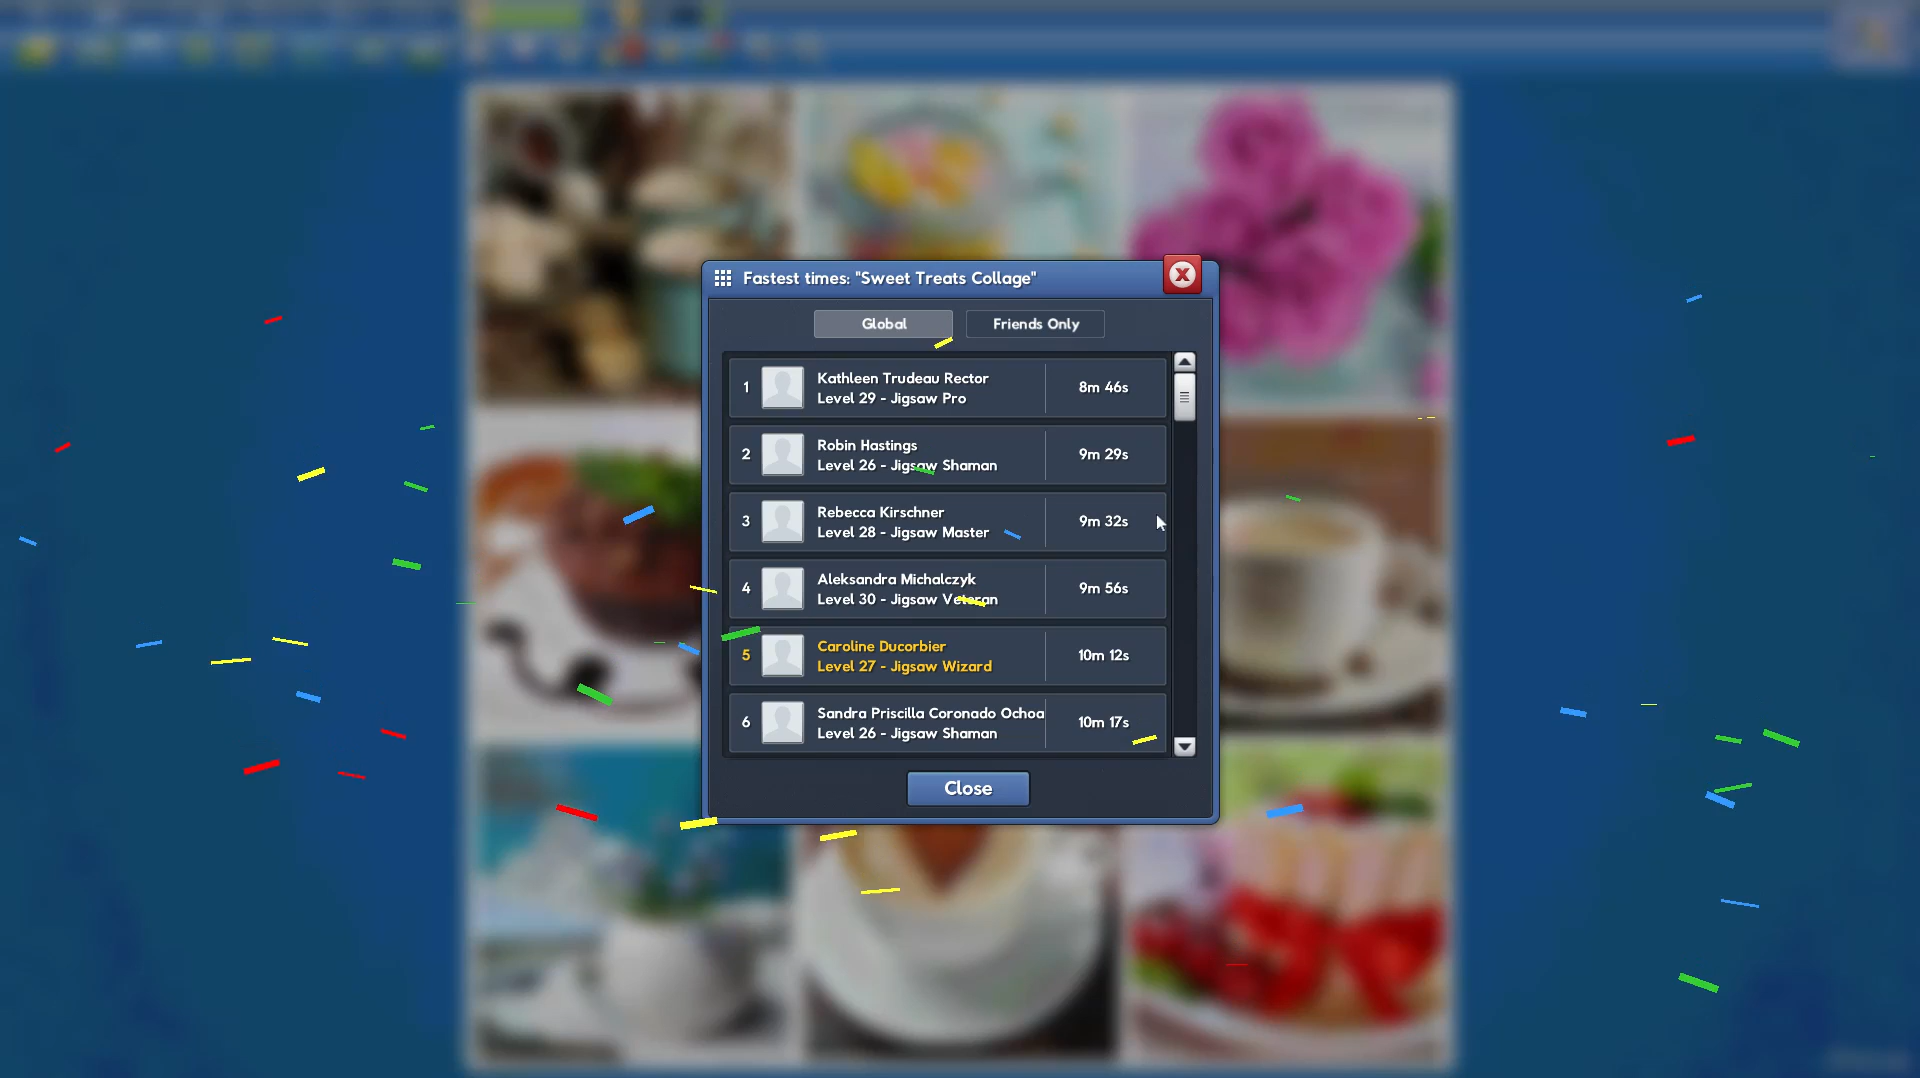 Fastest times: "Sweet Treats Collage"
Global
Friends Only
1
Kathleen Trudeau Rector
Level 29 - Jigsaw Pro
8m 46s
2
Robin Hastings
Level 26 - Jigsaw Shaman
9m 29s
3
Rebecca Kirschner
Level 28 - Jigsaw Master
9m 32s
4
Aleksandra Michalczyk
Level 30 - Jigsaw Veteran
9m 56s
5
Caroline Ducorbier
Level 27 - Jigsaw Wizard
10m 12s
6
Sandra Priscilla Coronado Ochoa
Level 26 - Jigsaw Shaman
10m 17s
Close